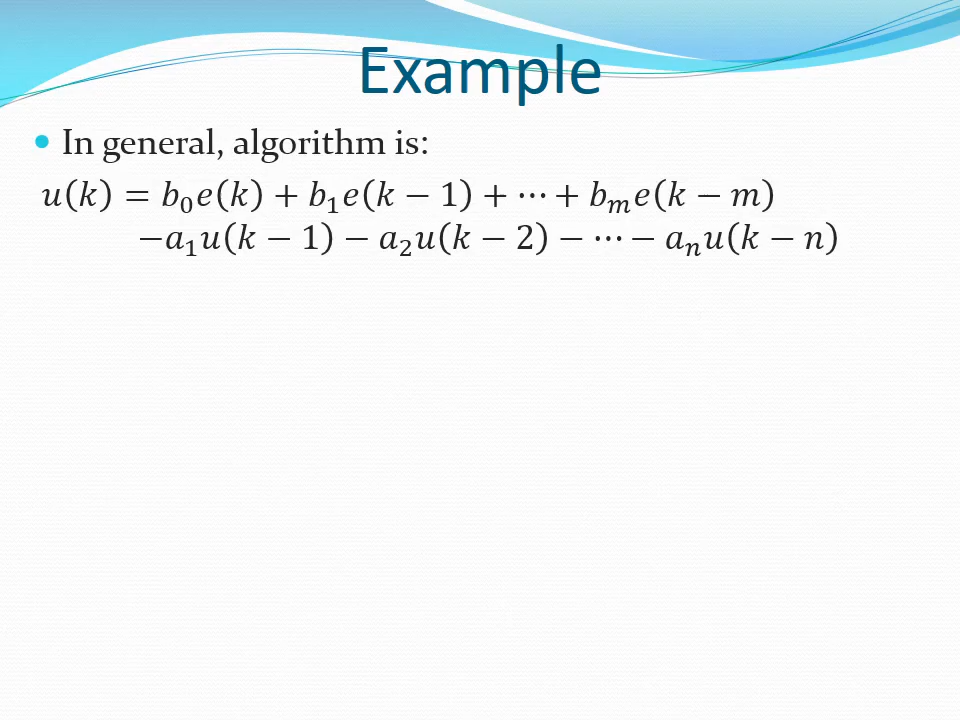 Example
• In general, algorithm is:
𝑢(𝑘) = 𝑏₀𝑒(𝑘) + 𝑏₁𝑒(𝑘 − 1) + ⋯ + 𝑏ₘ𝑒(𝑘 − 𝑚)
−𝑎₁𝑢(𝑘 − 1) − 𝑎₂𝑢(𝑘 − 2) − ⋯ − 𝑎ₙ𝑢(𝑘 − 𝑛)